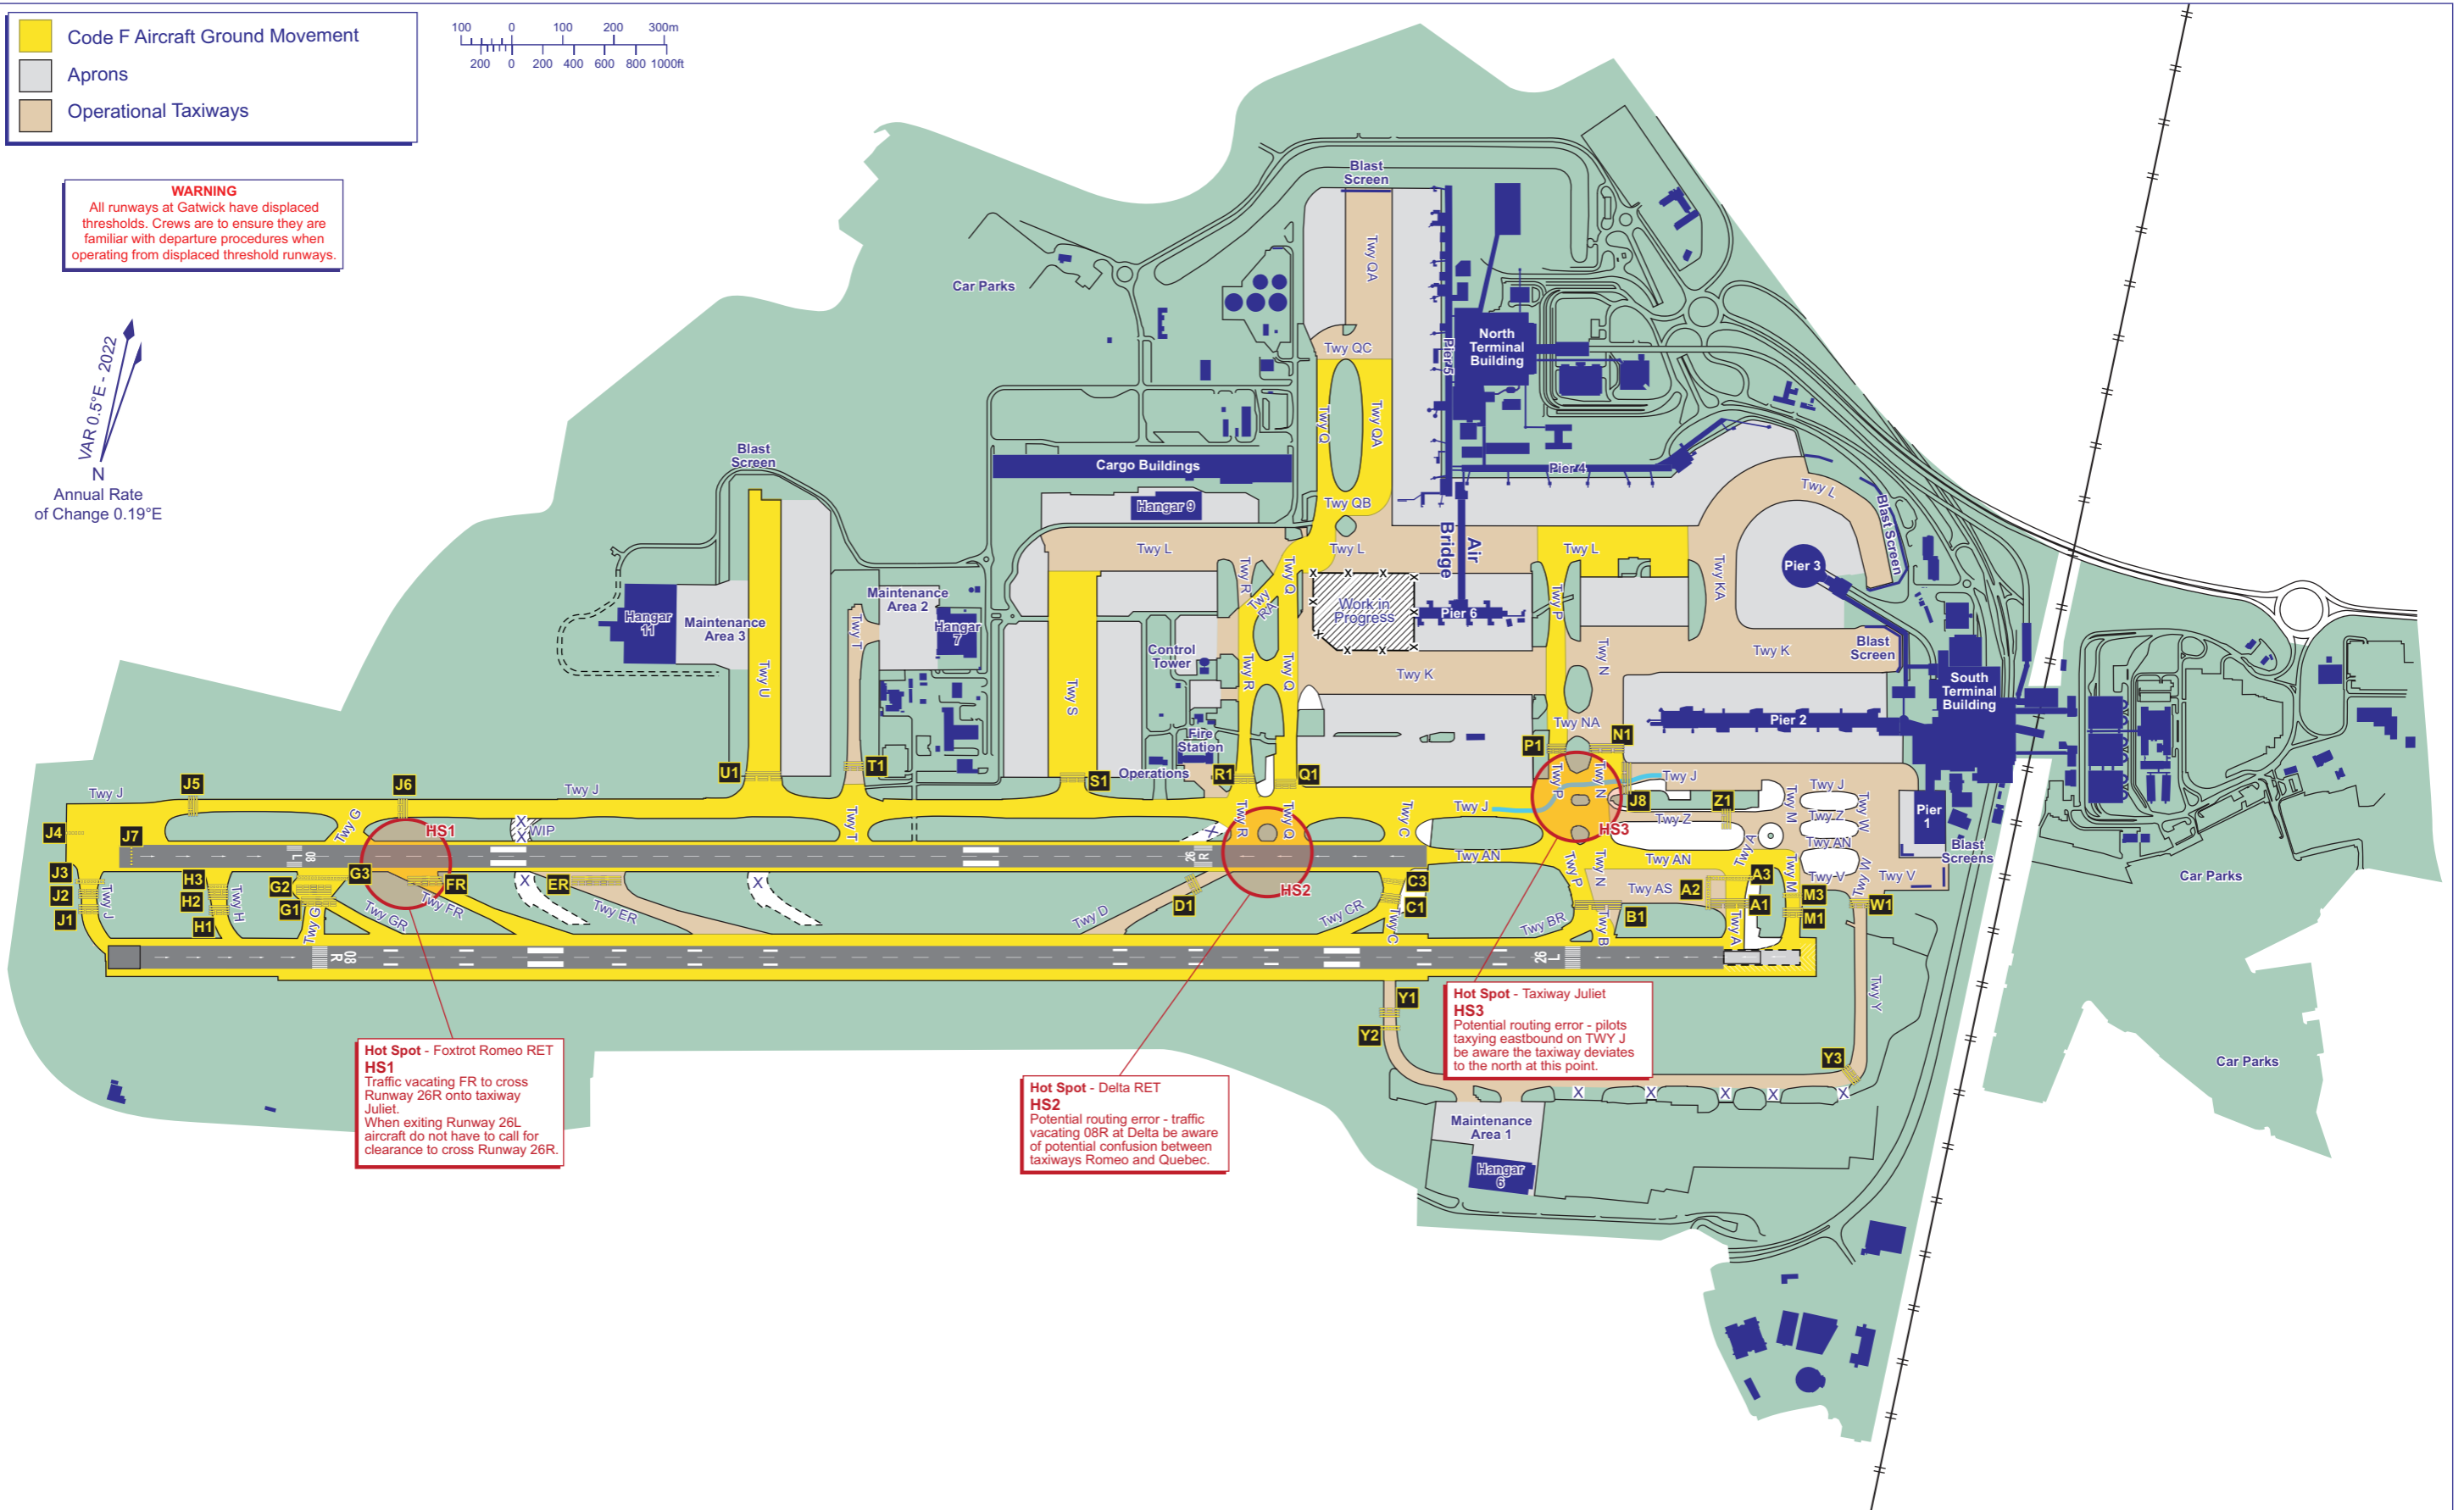 Code F Aircraft Ground Movement
Aprons
Operational Taxiways
100 0 100 200 300m
200 0 200 400 600 800 1000ft
WARNING
All runways at Gatwick have displaced
thresholds. Crews are to ensure they are
familiar with departure procedures when
operating from displaced threshold runways.
VAR 0.5°E - 2022
N
Annual Rate
of Change 0.19°E
Blast
Screen
Twy QA
Car Parks
North
Terminal
Building
Pier 5
Twy QC
Twy Q
Twy QA
Blast
Screen
Cargo Buildings
Pier 4
Twy L
Hangar 9
Twy QB
Blast Screen
Air
Bridge
Twy L
Twy L
Twy L
Twy R
Twy Q
Twy KA
Pier 3
Maintenance
Area 2
Twy
RA
Work in
Progress
Pier 6
Twy P
Hangar
11
Maintenance
Area 3
Twy T
Hangar
7
Control
Tower
Twy N
Twy K
Blast
Screen
Twy U
Twy S
Twy R
Twy Q
Twy K
South
Terminal
Building
Fire
Station
Twy NA
Pier 2
P1
N1
U1
T1
S1
Operations
R1
Q1
Twy J
J5
J6
Twy J
Twy J
Twy P
Twy N
Twy J
J8
Z1
Twy J
Twy M
Twy W
Pier
1
J4
J7
Twy G
HS1
X
X
WIP
Twy T
Twy R
Twy Q
Twy C
HS3
Twy Z
Twy Z
Twy A
Twy AN
Blast
Screens
08
L
26
R
Twy AN
Twy AN
J3
J2
J1
Twy J
H3
H2
H1
Twy H
G2
G1
G3
Twy G
Twy GR
FR
Twy FR
X
ER
Twy ER
X
Twy D
D1
HS2
Twy CR
C3
C1
Twy C
Twy P
Twy N
Twy AS
A2
A3
A1
Twy M
M3
M1
Twy V
Twy M
Twy V
W1
Car Parks
Twy BR
B1
Twy B
Twy A
08
R
26
L
Y1
Y2
Twy Y
Y3
X X X X X
Car Parks
Hot Spot - Foxtrot Romeo RET
HS1
Traffic vacating FR to cross
Runway 26R onto taxiway
Juliet.
When exiting Runway 26L
aircraft do not have to call for
clearance to cross Runway 26R.
Hot Spot - Delta RET
HS2
Potential routing error - traffic
vacating 08R at Delta be aware
of potential confusion between
taxiways Romeo and Quebec.
Hot Spot - Taxiway Juliet
HS3
Potential routing error - pilots
taxying eastbound on TWY J
be aware the taxiway deviates
to the north at this point.
Maintenance
Area 1
Hangar
6